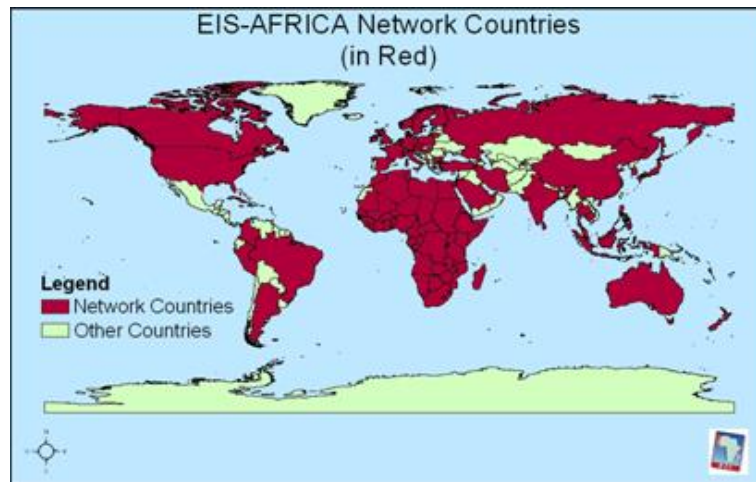 EIS-AFRICA Network Countries
(in Red)
Legend
Network Countries
Other Countries